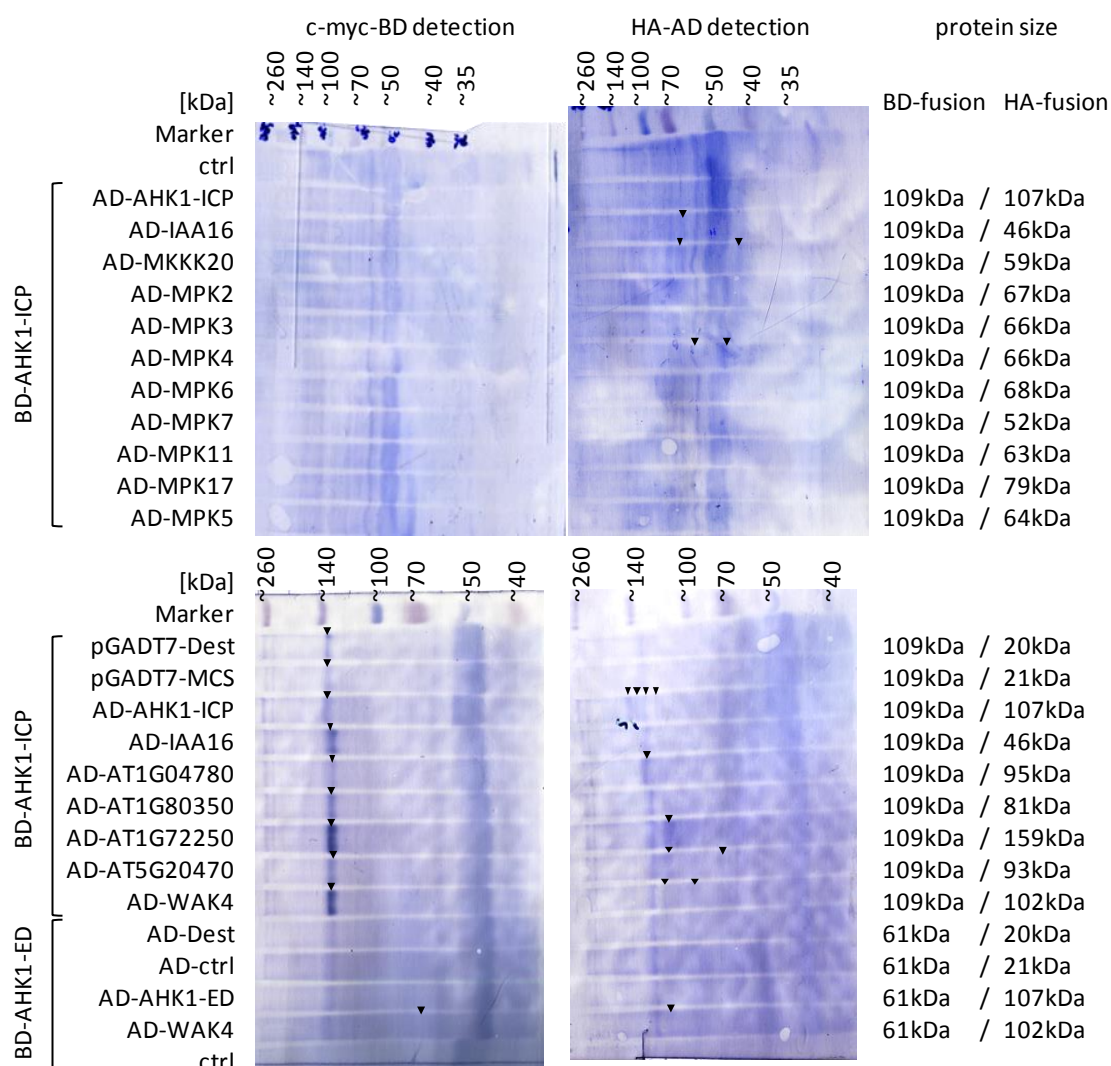 c-myc-BD detection HA-AD detection protein size
[kDa] ~260 ~140 ~100 ~70 ~50 ~40 ~35 ~260 ~140 ~100 ~70 ~50 ~40 ~35 BD-fusion HA-fusion
Marker
ctrl
BD-AHK1-ICP
AD-AHK1-ICP 109kDa / 107kDa
AD-IAA16 109kDa / 46kDa
AD-MKKK20 109kDa / 59kDa
AD-MPK2 109kDa / 67kDa
AD-MPK3 109kDa / 66kDa
AD-MPK4 109kDa / 66kDa
AD-MPK6 109kDa / 68kDa
AD-MPK7 109kDa / 52kDa
AD-MPK11 109kDa / 63kDa
AD-MPK17 109kDa / 79kDa
AD-MPK5 109kDa / 64kDa
[kDa] ~260 ~140 ~100 ~70 ~50 ~40 ~260 ~140 ~100 ~70 ~50 ~40
Marker
BD-AHK1-ICP
pGADT7-Dest 109kDa / 20kDa
pGADT7-MCS 109kDa / 21kDa
AD-AHK1-ICP 109kDa / 107kDa
AD-IAA16 109kDa / 46kDa
AD-AT1G04780 109kDa / 95kDa
AD-AT1G80350 109kDa / 81kDa
AD-AT1G72250 109kDa / 159kDa
AD-AT5G20470 109kDa / 93kDa
AD-WAK4 109kDa / 102kDa
BD-AHK1-ED
AD-Dest 61kDa / 20kDa
AD-ctrl 61kDa / 21kDa
AD-AHK1-ED 61kDa / 107kDa
AD-WAK4 61kDa / 102kDa
ctrl